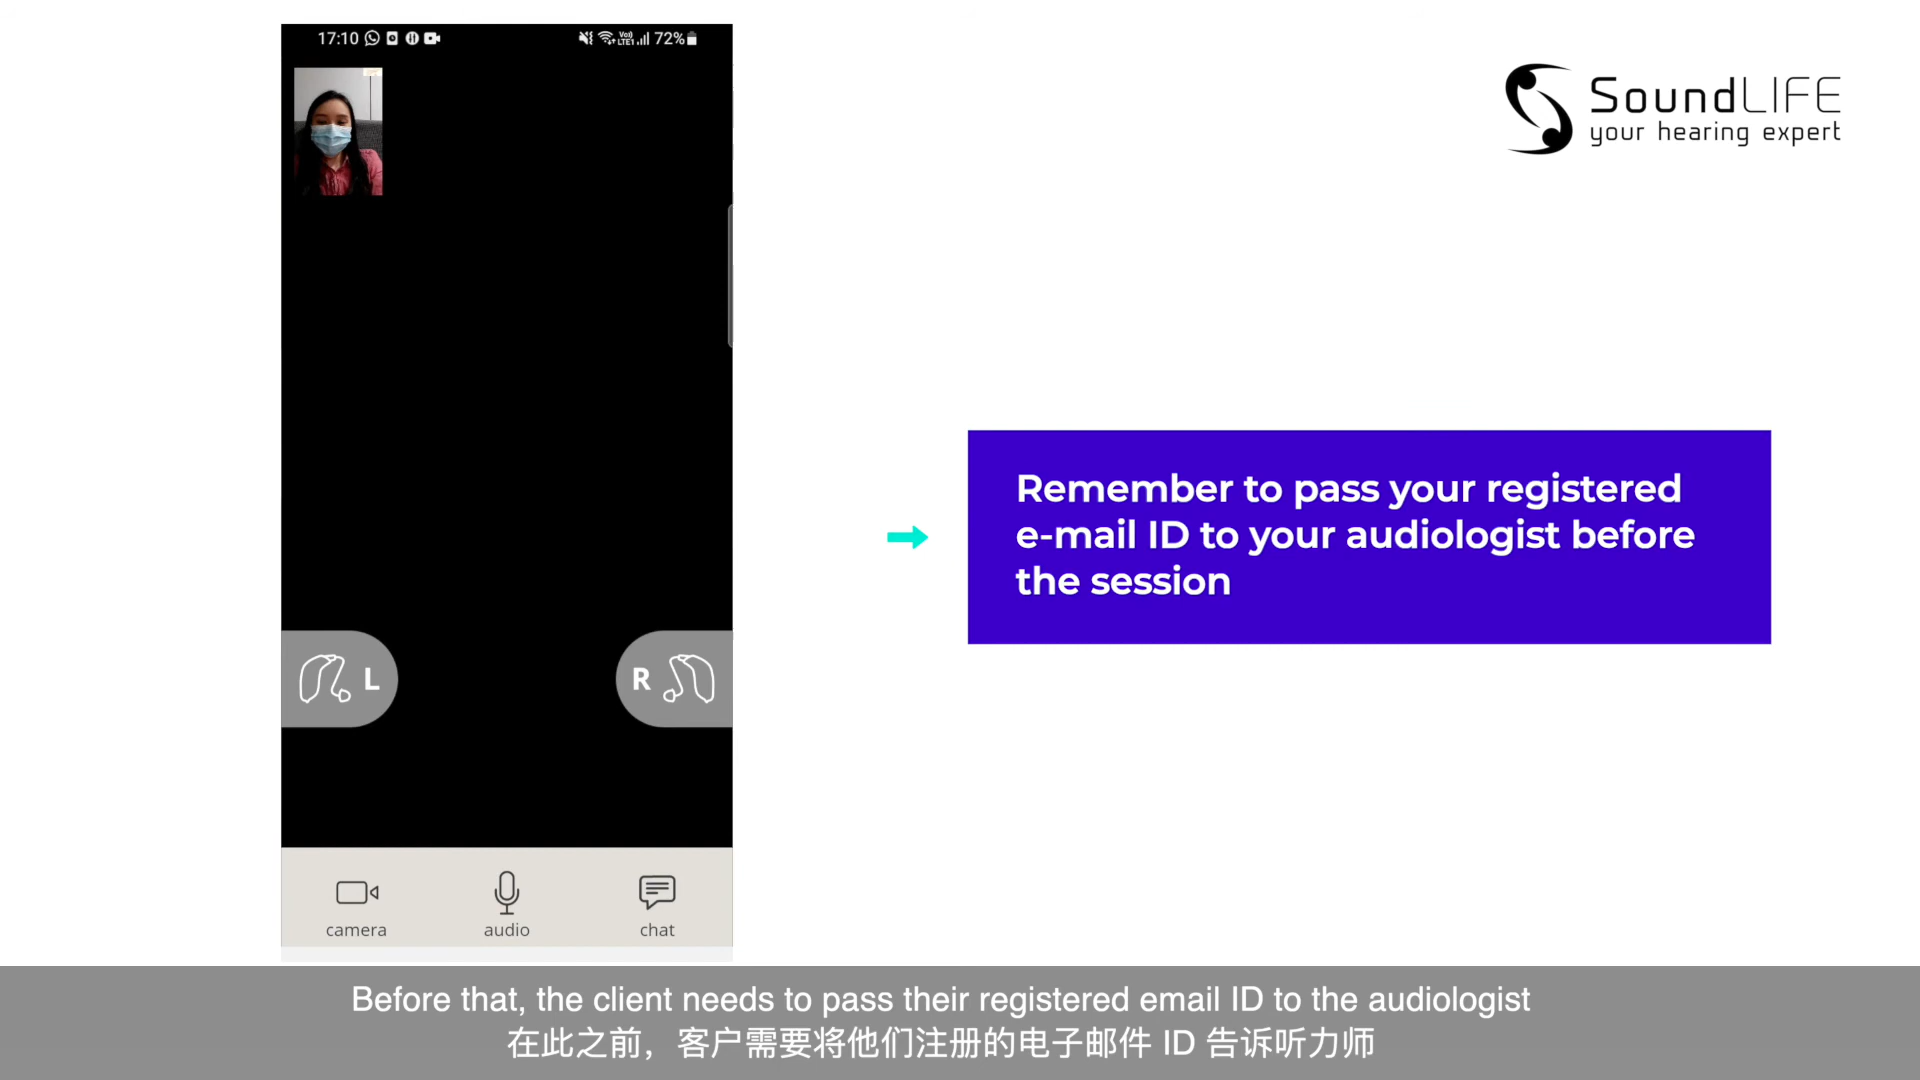 17:10
72%
SoundLIFE
your hearing expert
Remember to pass your registered
e-mail ID to your audiologist before
the session
L
R
camera
audio
chat
Before that, the client needs to pass their registered email ID to the audiologist
在此之前，客户需要将他们注册的电子邮件 ID 告诉听力师